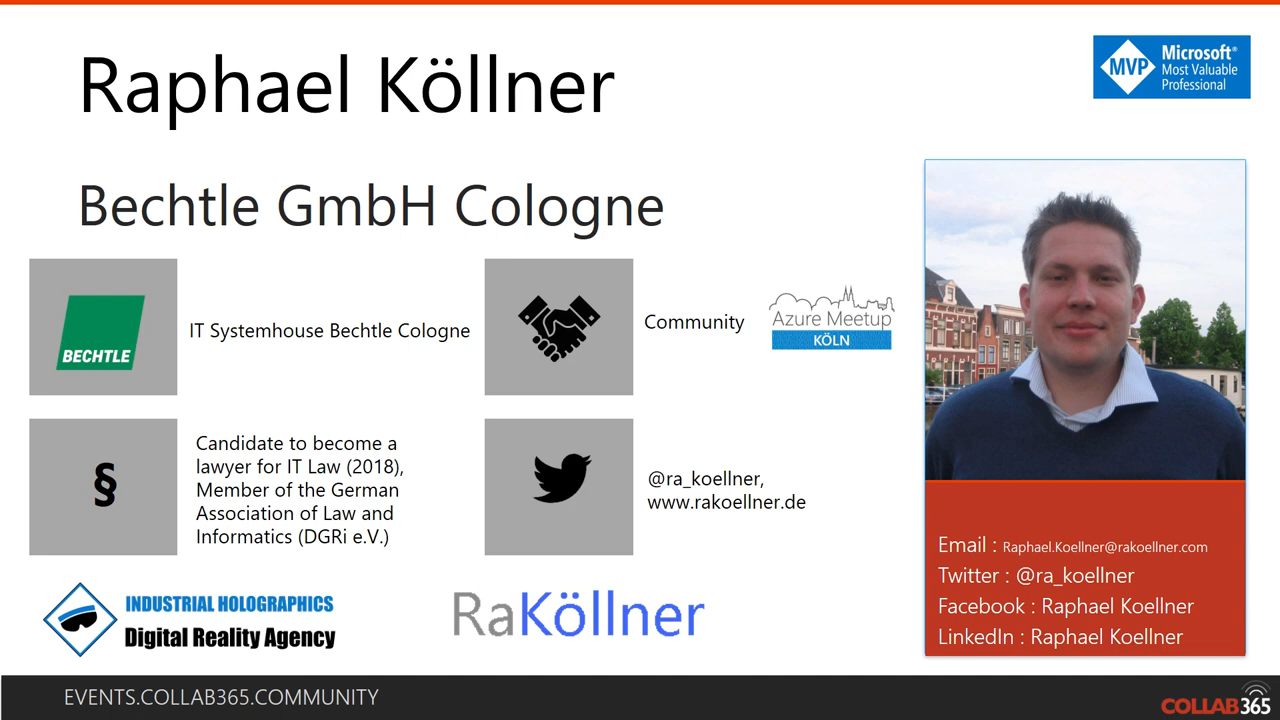 Raphael Köllner
MVP
Microsoft®
Most Valuable
Professional
Bechtle GmbH Cologne
BECHTLE
IT Systemhouse Bechtle Cologne
Community
Azure Meetup
KÖLN
§
Candidate to become a
lawyer for IT Law (2018),
Member of the German
Association of Law and
Informatics (DGRi e.V.)
@ra_koellner,
www.rakoellner.de
Email : Raphael.Koellner@rakoellner.com
Twitter : @ra_koellner
Facebook : Raphael Koellner
LinkedIn : Raphael Koellner
INDUSTRIAL HOLOGRAPHICS
Digital Reality Agency
RaKöllner
EVENTS.COLLAB365.COMMUNITY
COLLAB365